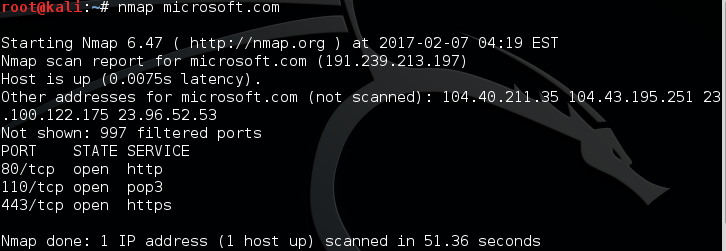 root@kali:~# nmap microsoft.com
Starting Nmap 6.47 ( http://nmap.org ) at 2017-02-07 04:19 EST
Nmap scan report for microsoft.com (191.239.213.197)
Host is up (0.0075s latency).
Other addresses for microsoft.com (not scanned): 104.40.211.35 104.43.195.251 23
.100.122.175 23.96.52.53
Not shown: 997 filtered ports
PORT    STATE SERVICE
80/tcp  open  http
110/tcp open  pop3
443/tcp open  https
Nmap done: 1 IP address (1 host up) scanned in 51.36 seconds